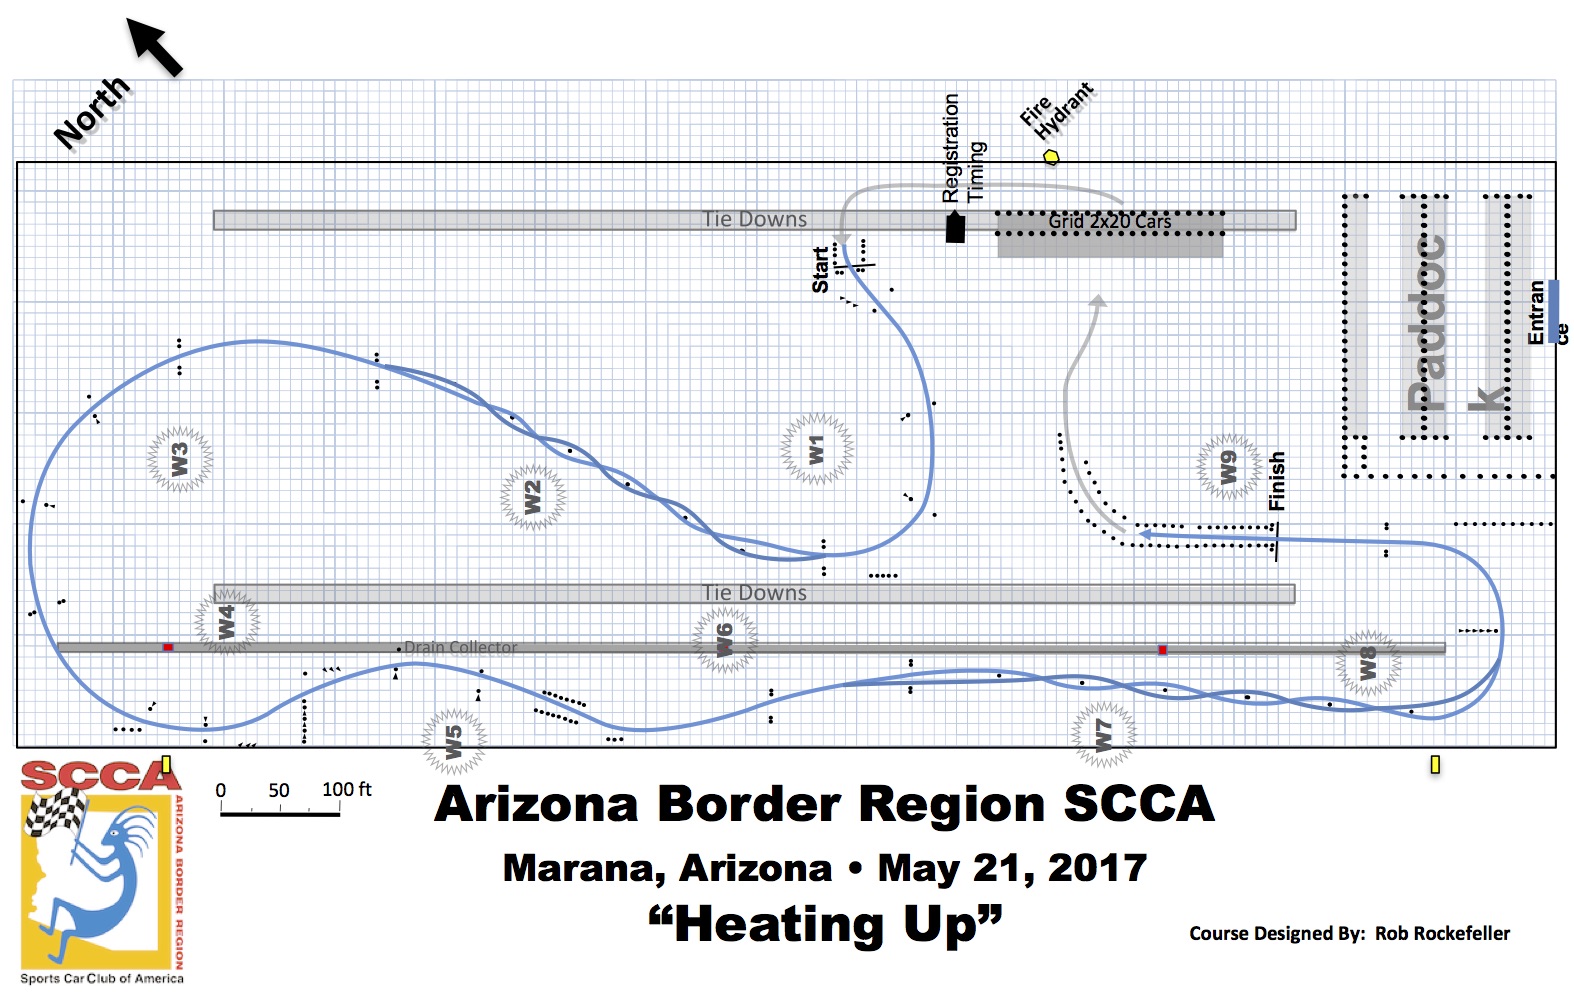 North
Registration
Timing
Fire
Hydrant
Tie Downs
Grid 2x20 Cars
Start
Paddoc
k
Entran
ce
W1
W2
W3
W9
Finish
Tie Downs
W4
Drain Collector
W6
W8
W5
W7
SCCA
ARIZONA BORDER REGION
Sports Car Club of America
0 50 100 ft
Arizona Border Region SCCA
Marana, Arizona • May 21, 2017
“Heating Up”
Course Designed By: Rob Rockefeller